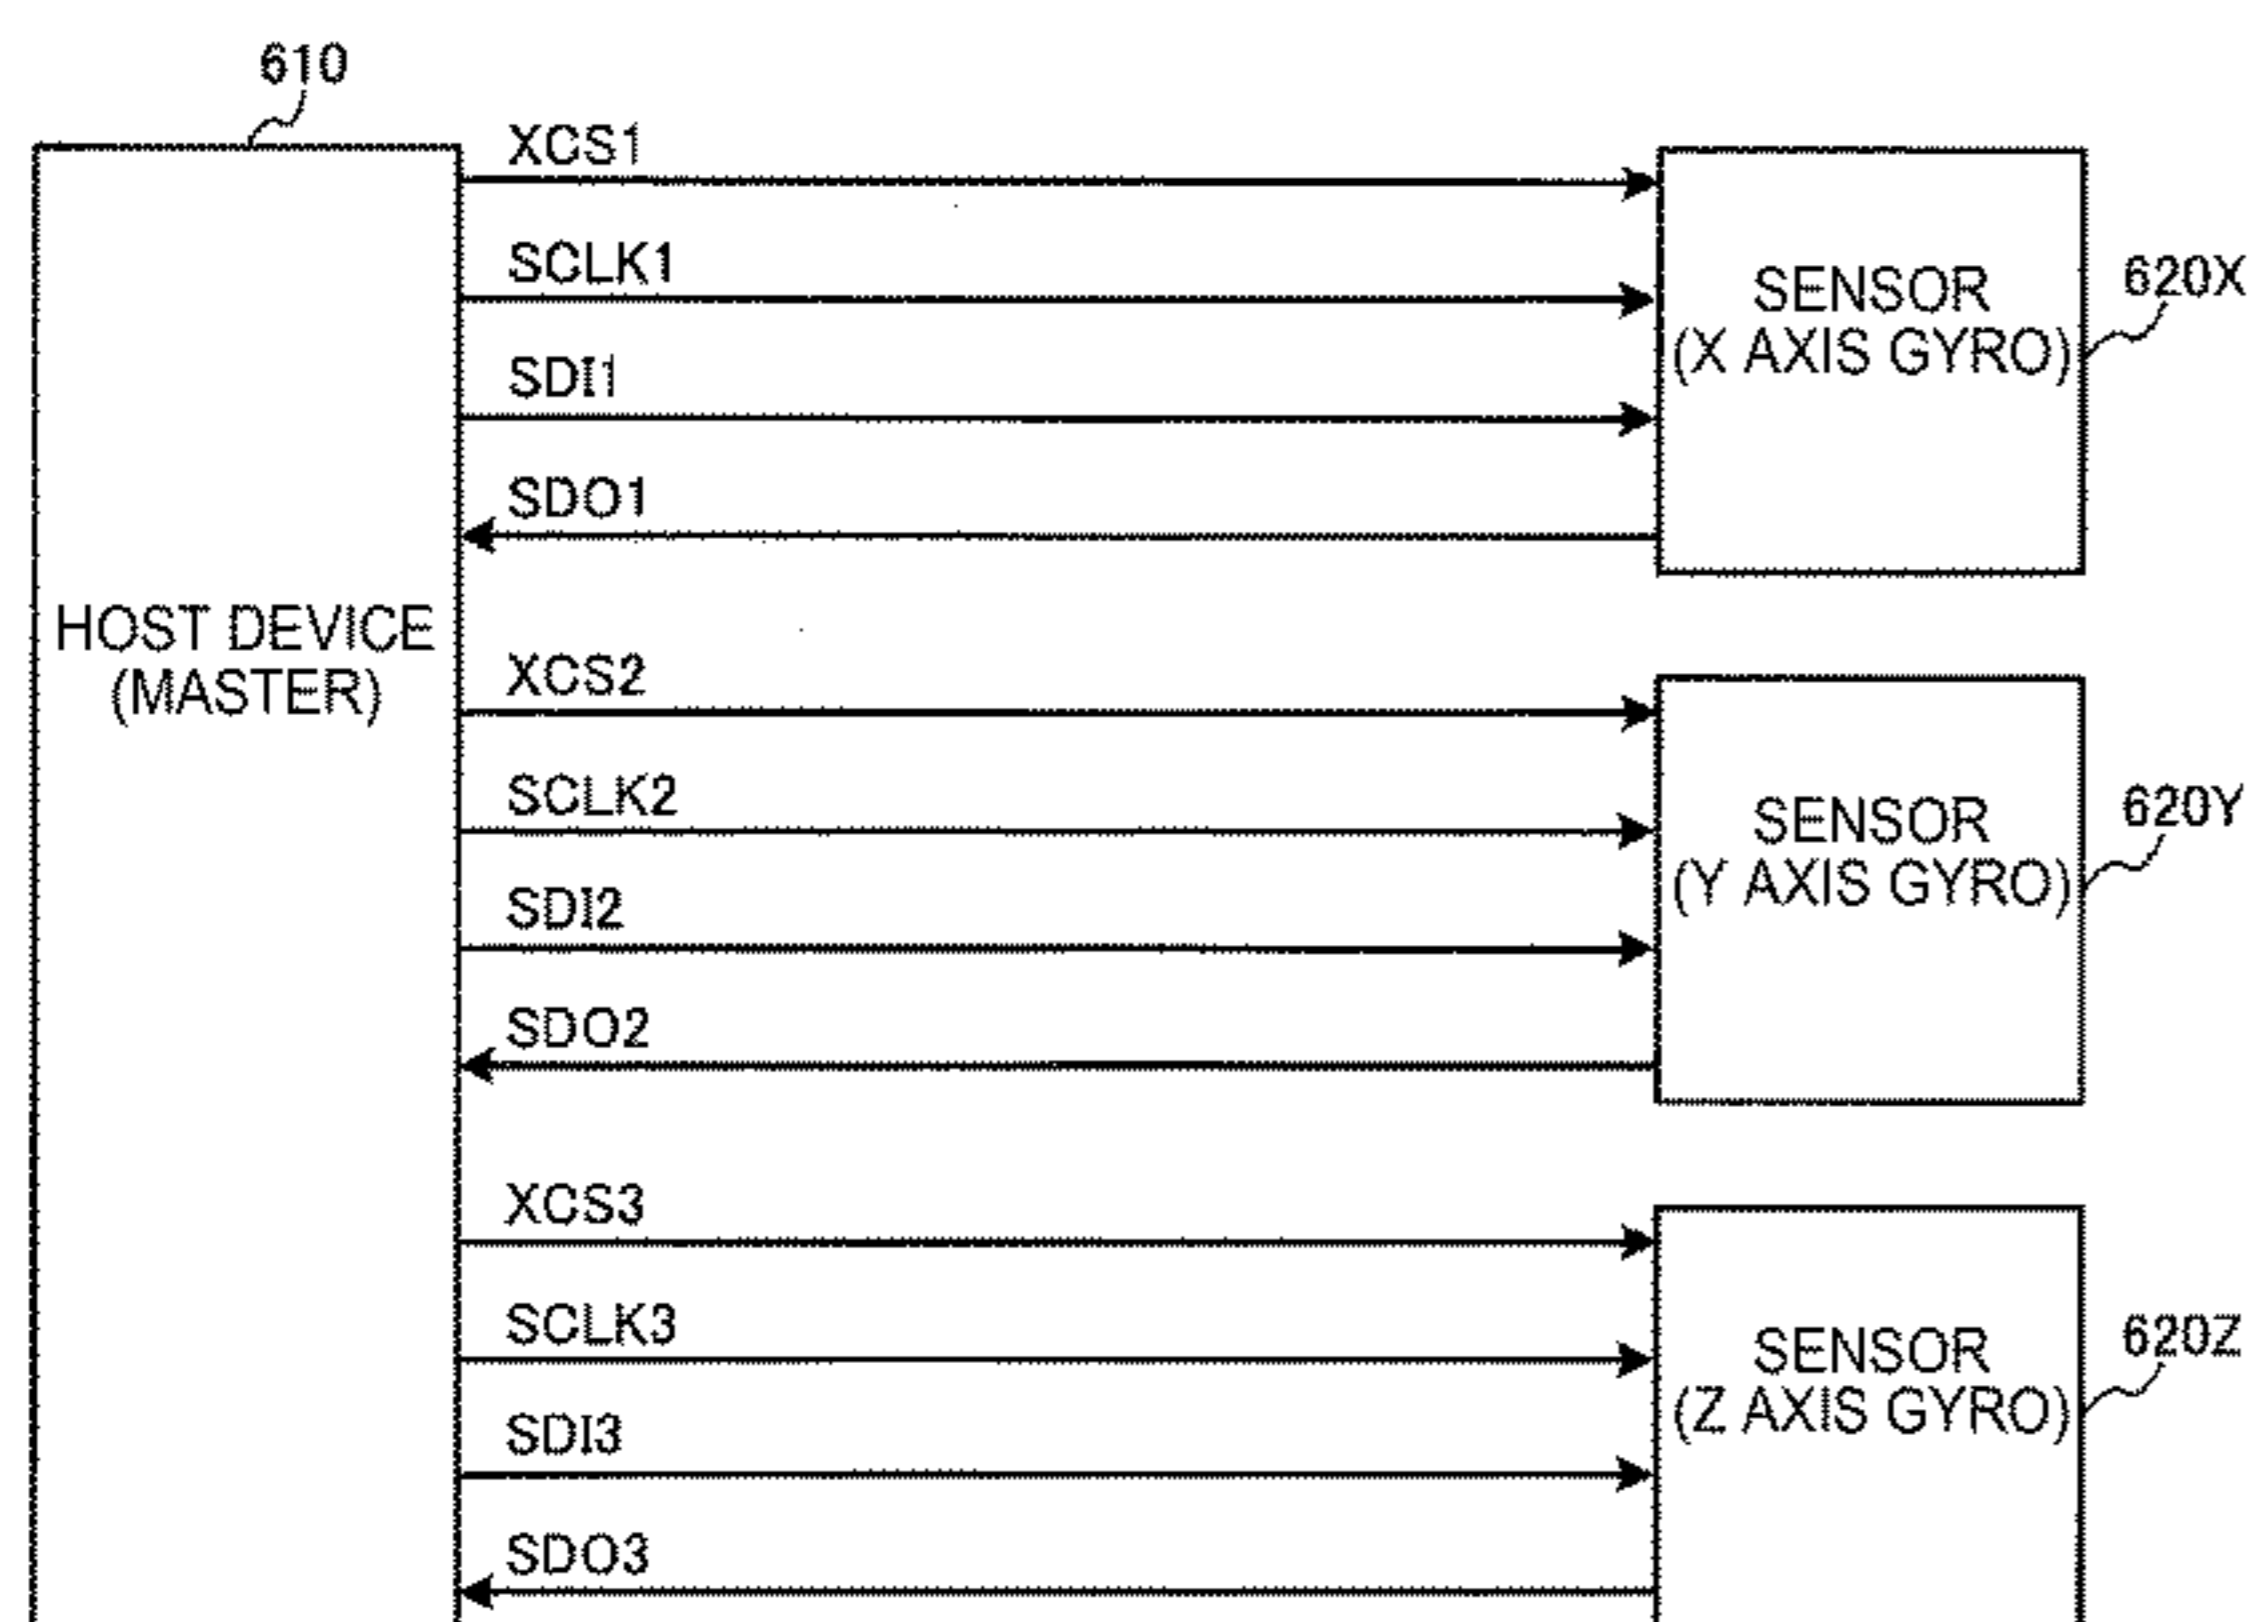 610
XCS1
SCLK1
SDI1
SDO1
SENSOR
(X AXIS GYRO)
620X
HOST DEVICE
(MASTER)
XCS2
SCLK2
SDI2
SDO2
SENSOR
(Y AXIS GYRO)
620Y
XCS3
SCLK3
SDI3
SDO3
SENSOR
(Z AXIS GYRO)
620Z